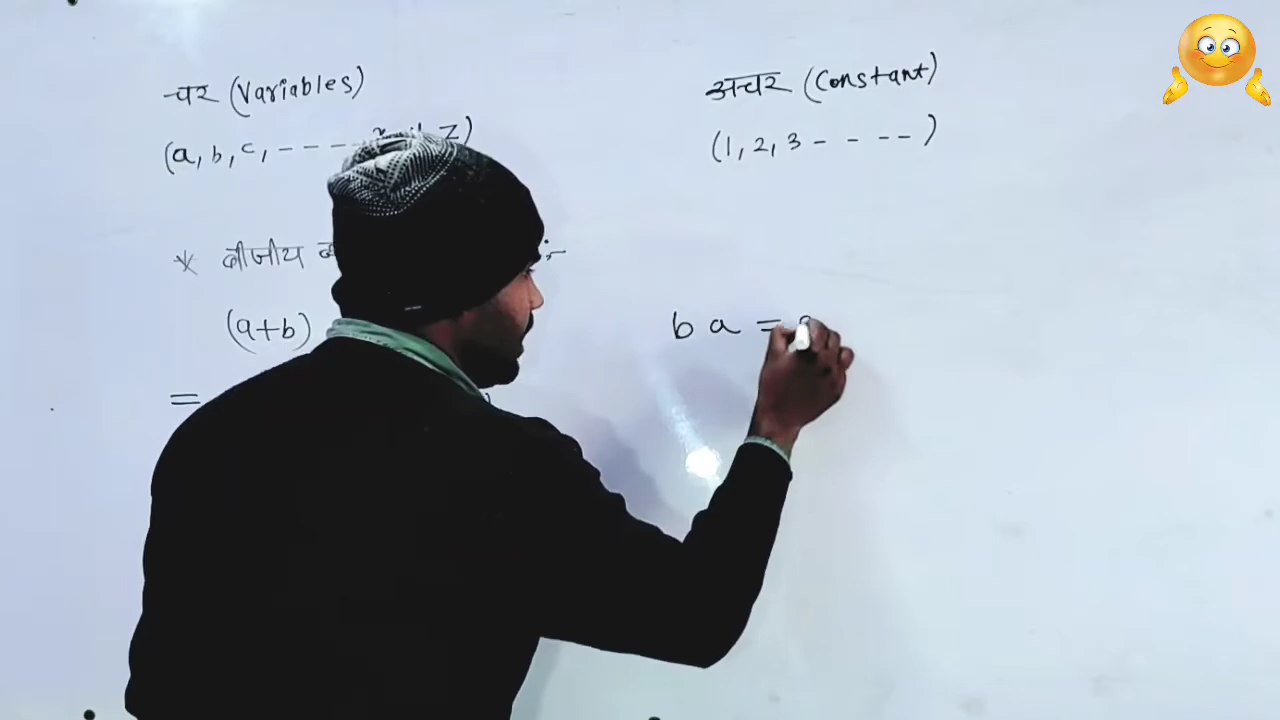 चर (Variables)
अचर (Constant)
(a, b, c, - - - - z)
(1, 2, 3 - - - - )
* बीजीय :-
(a+b)
b a =
=